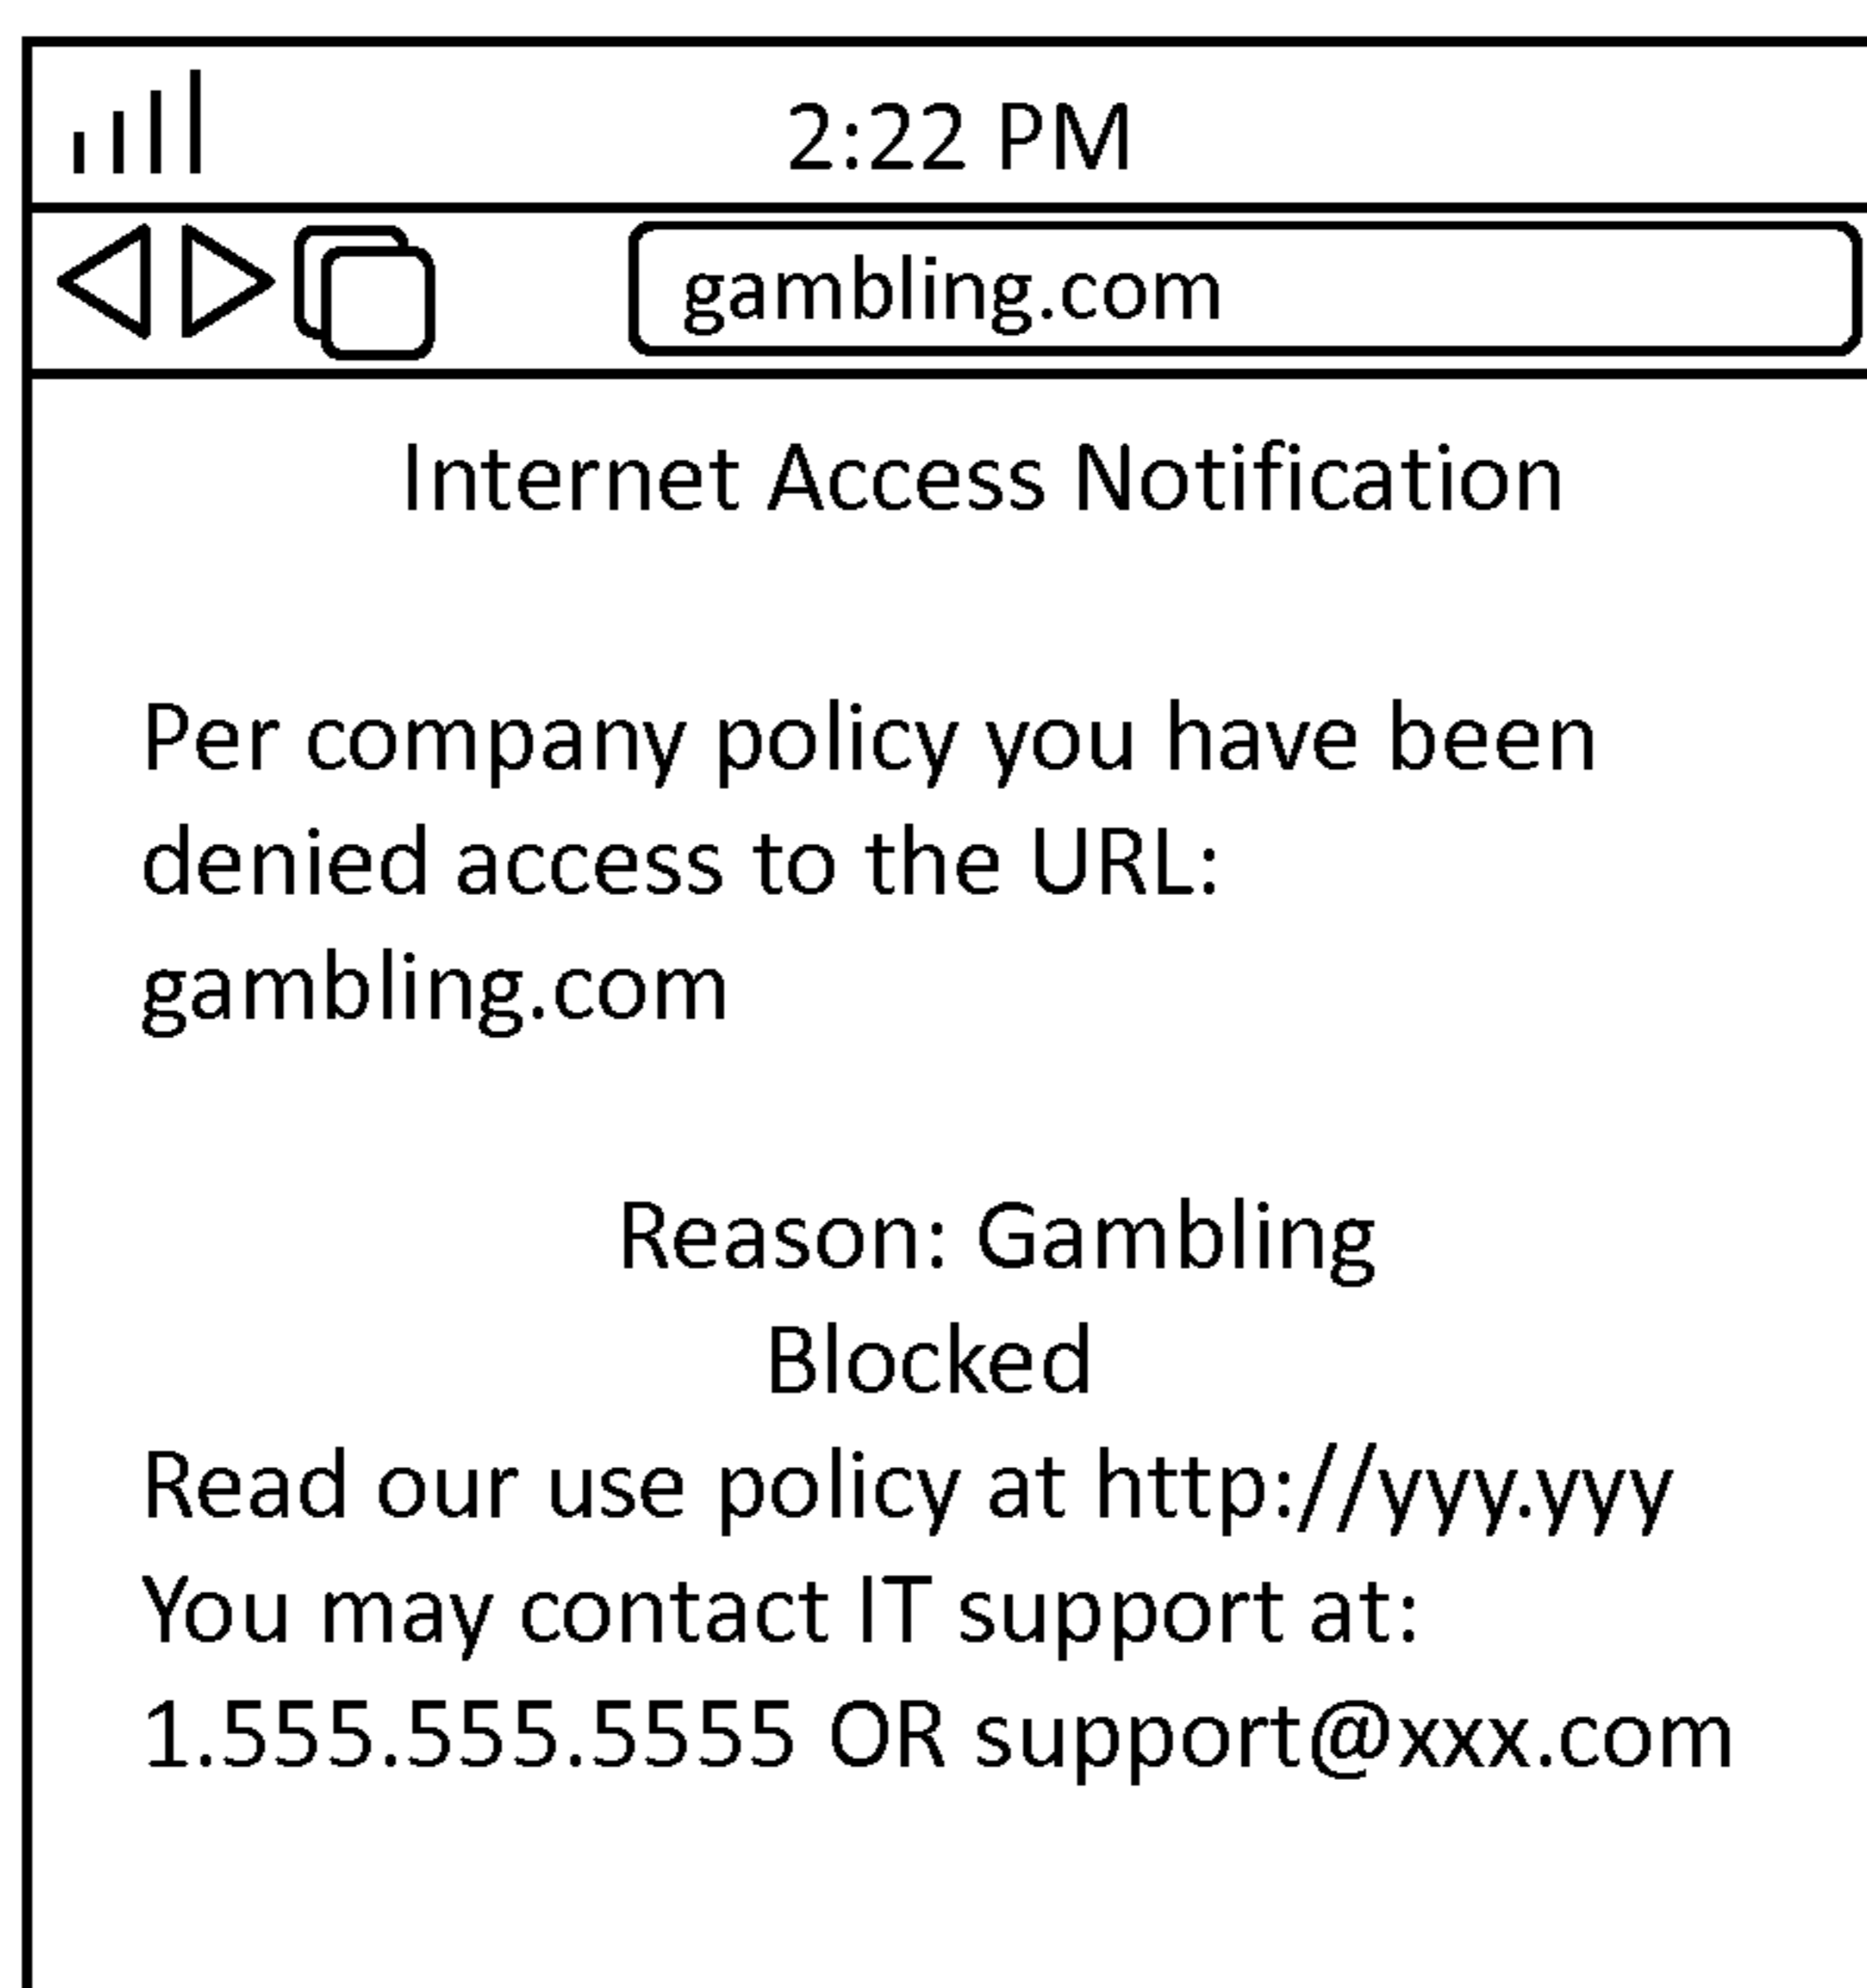 2:22 PM
gambling.com
Internet Access Notification
Per company policy you have been
denied access to the URL:
gambling.com
Reason: Gambling
Blocked
Read our use policy at http://yyy.yyy
You may contact IT support at:
1.555.555.5555 OR support@xxx.com